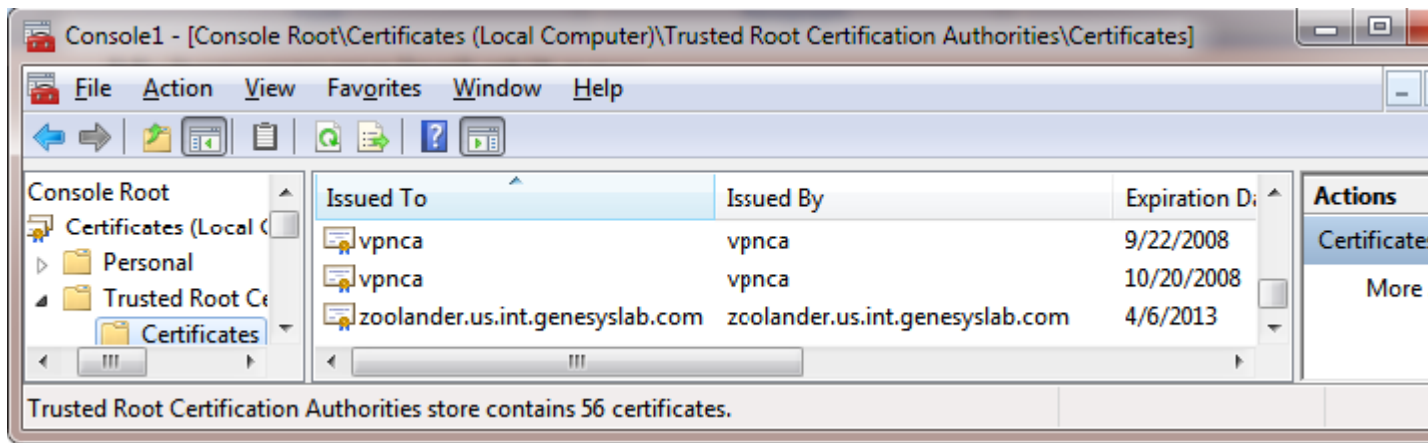 Console1 - [Console Root\Certificates (Local Computer)\Trusted Root Certification Authorities\Certificates]
File Action View Favorites Window Help
Console Root
Certificates (Local C
Personal
Trusted Root Ce
Certificates
Issued To Issued By Expiration Da
vpnca vpnca 9/22/2008
vpnca vpnca 10/20/2008
zoolander.us.int.genesyslab.com zoolander.us.int.genesyslab.com 4/6/2013
Actions
Certificates
More
Trusted Root Certification Authorities store contains 56 certificates.